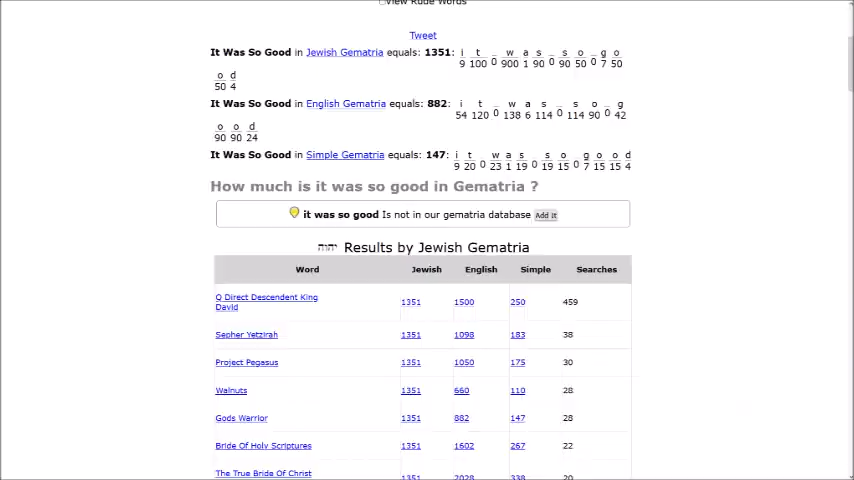 View Rude Words
Tweet
It Was So Good in Jewish Gematria equals: 1351: i t _ w a s _ s o _ g o
9 100 0 900 1 90 0 90 50 0 7 50
o d
50 4
It Was So Good in English Gematria equals: 882: i t _ w a s _ s o _ g
54 120 0 138 6 114 0 114 90 0 42
o o d
90 90 24
It Was So Good in Simple Gematria equals: 147: i t _ w a s _ s o _ g o o d
9 20 0 23 1 19 0 19 15 0 7 15 15 4
How much is it was so good in Gematria ?
it was so good Is not in our gematria database Add it
יהוה Results by Jewish Gematria
Word Jewish English Simple Searches
Q Direct Descendent King
David 1351 1500 250 459
Sepher Yetzirah 1351 1098 183 38
Project Pegasus 1351 1050 175 30
Walnuts 1351 660 110 28
Gods Warrior 1351 882 147 28
Bride Of Holy Scriptures 1351 1602 267 22
The True Bride Of Christ 1351 2028 338 20